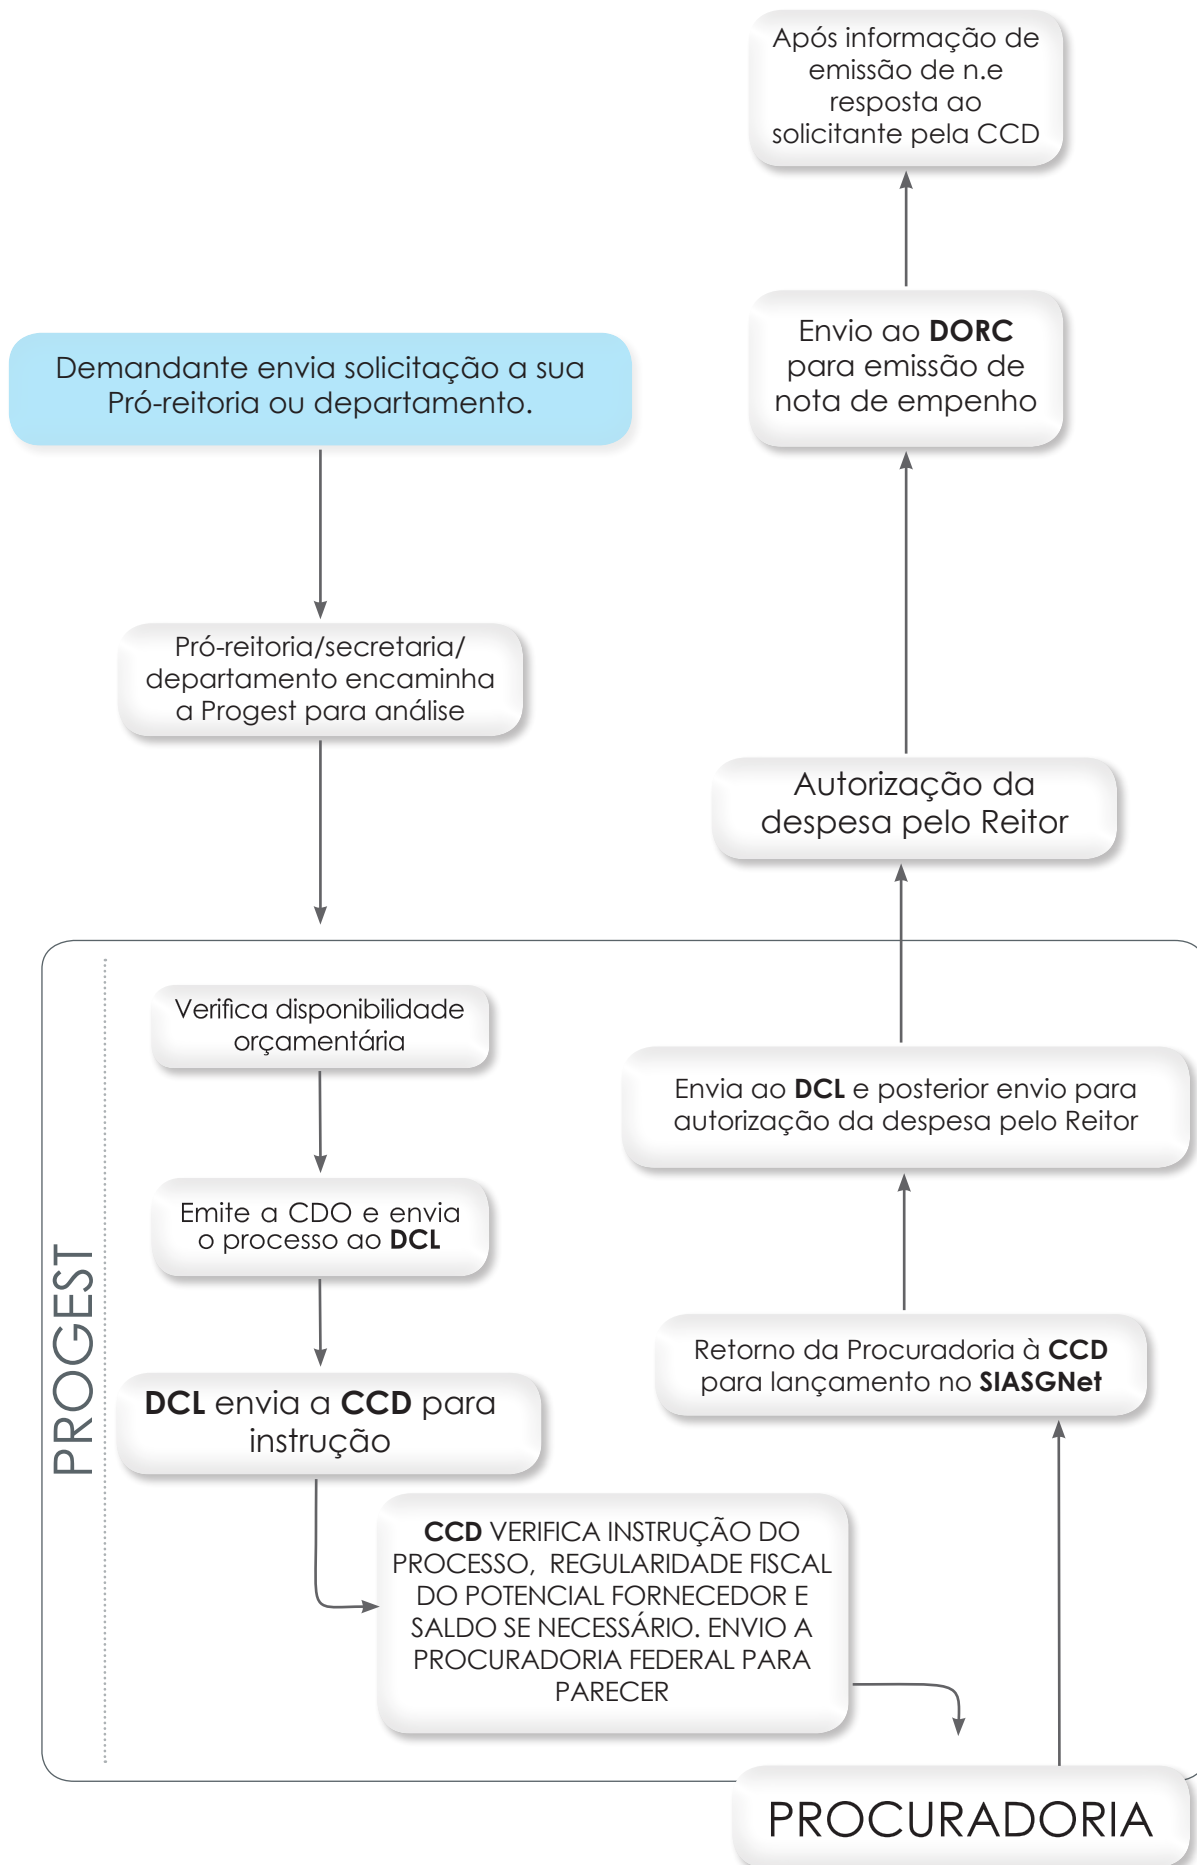 Demandante envia solicitação a sua
Pró-reitoria ou departamento.
Pró-reitoria/secretaria/
departamento encaminha
a Progest para análise
PROGEST
Verifica disponibilidade
orçamentária
Emite a CDO e envia
o processo ao DCL
DCL envia a CCD para
instrução
CCD VERIFICA INSTRUÇÃO DO
PROCESSO, REGULARIDADE FISCAL
DO POTENCIAL FORNECEDOR E
SALDO SE NECESSÁRIO. ENVIO A
PROCURADORIA FEDERAL PARA
PARECER
PROCURADORIA
Retorno da Procuradoria à CCD
para lançamento no SIASGNet
Envia ao DCL e posterior envio para
autorização da despesa pelo Reitor
Autorização da
despesa pelo Reitor
Envio ao DORC
para emissão de
nota de empenho
Após informação de
emissão de n.e
resposta ao
solicitante pela CCD